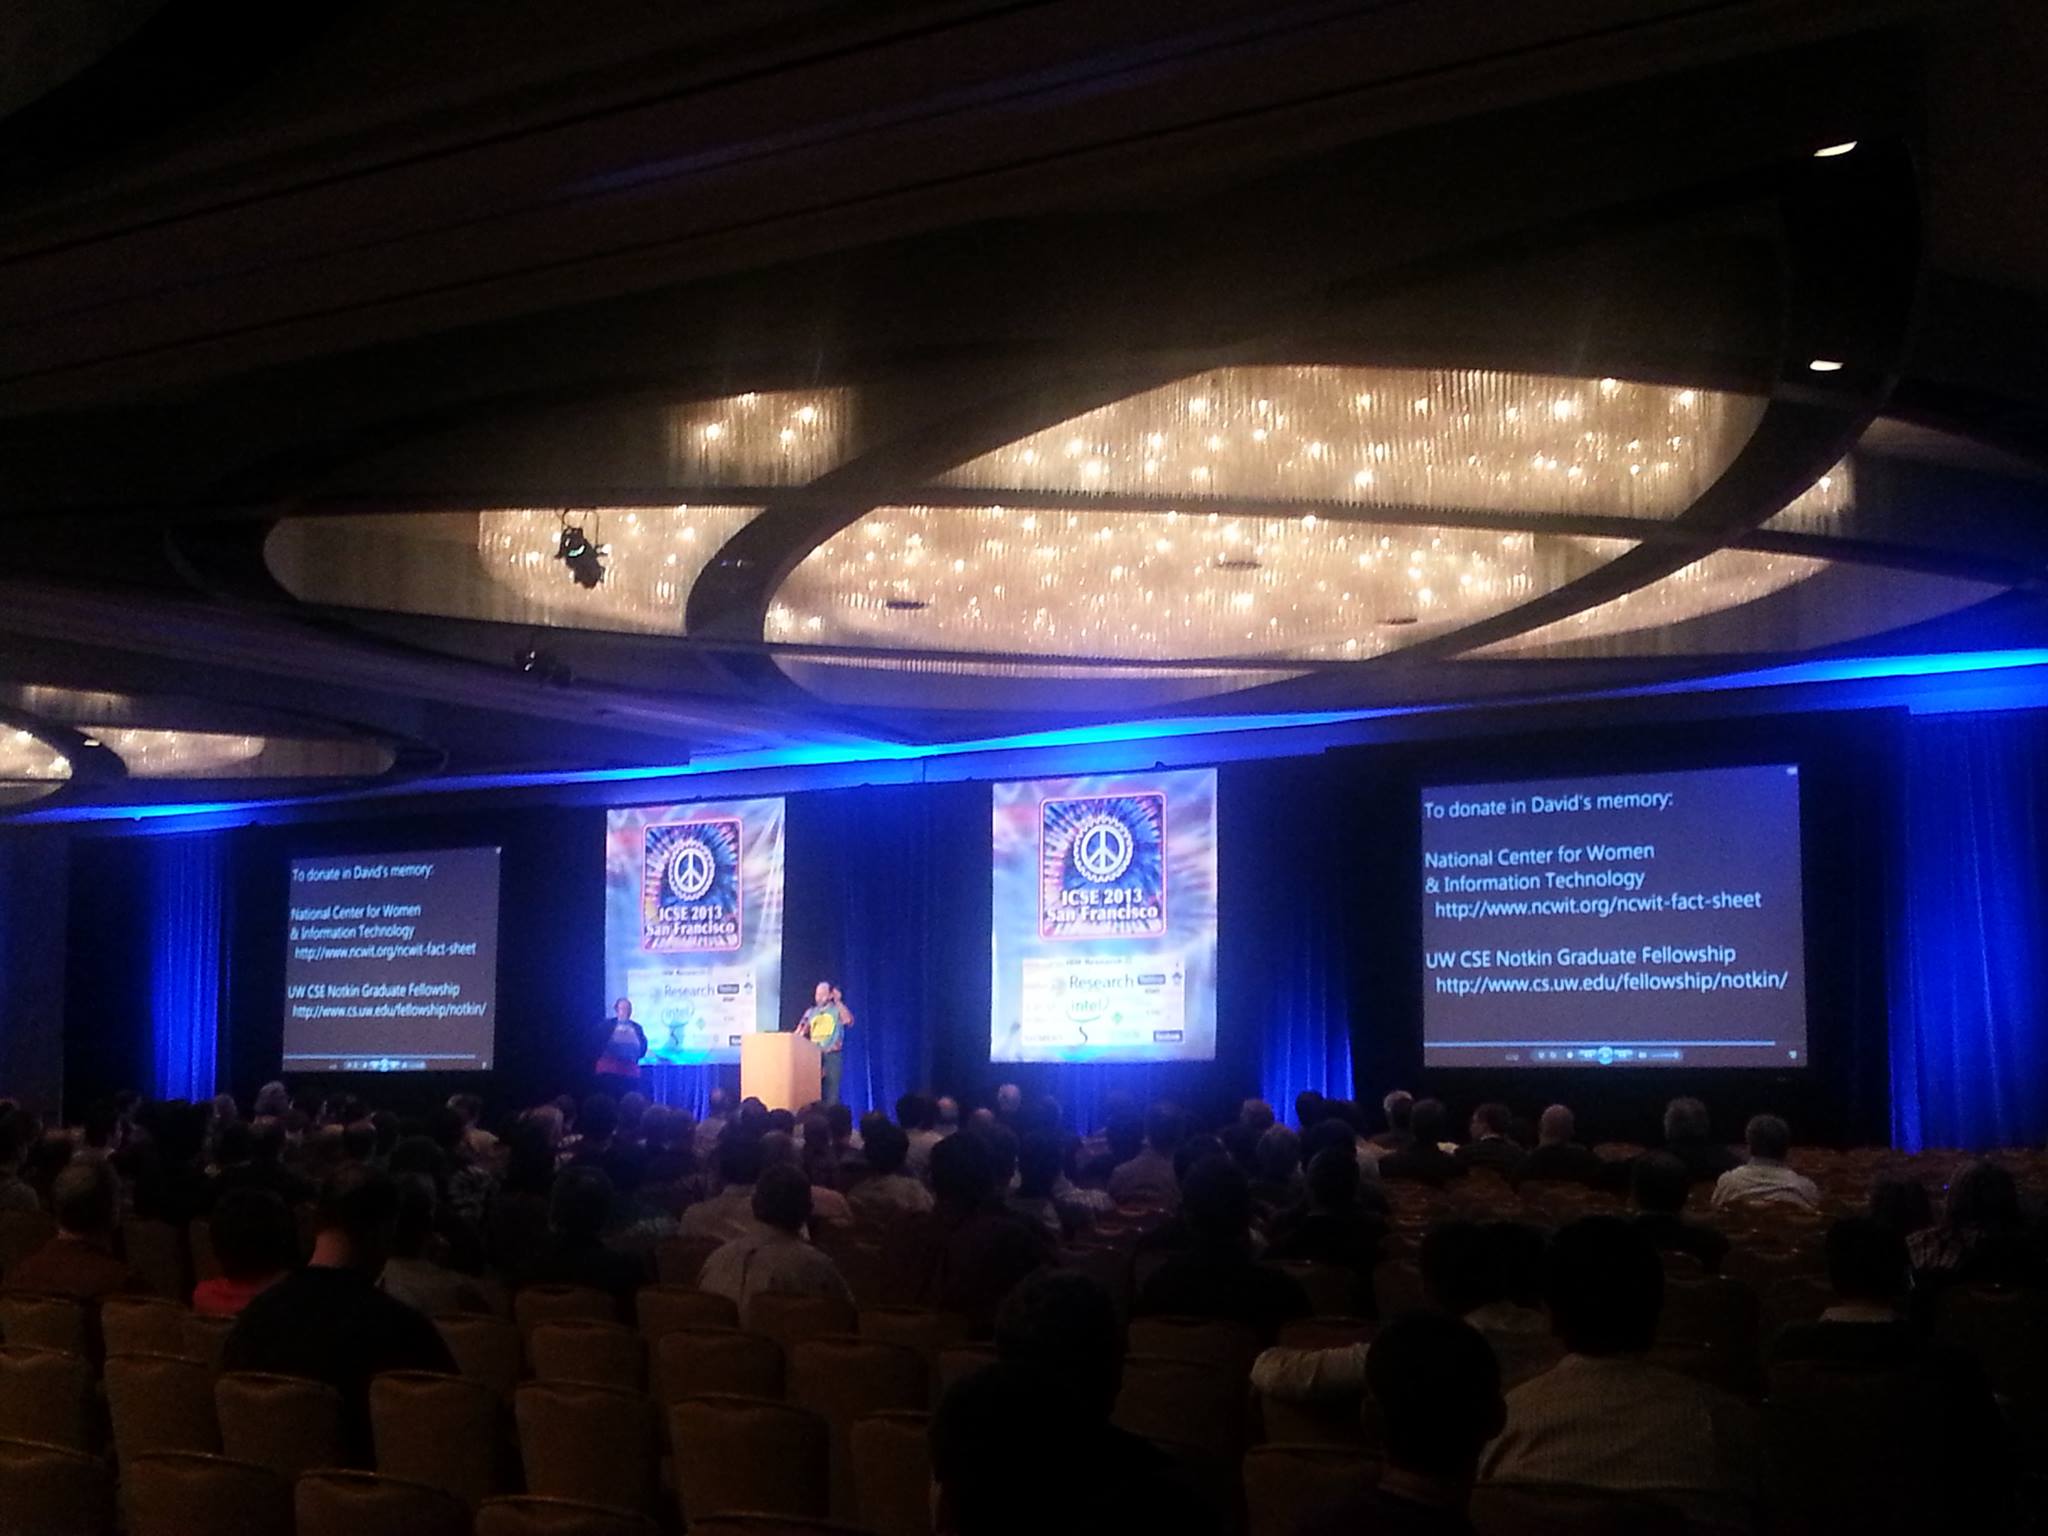 To donate in David's memory:
National Center for Women
& Information Technology
http://www.ncwit.org/ncwit-fact-sheet
UW CSE Notkin Graduate Fellowship
http://www.cs.uw.edu/fellowship/notkin/
ICSE 2013
San Francisco
Research
intel
ICSE 2013
San Francisco
Research
intel
To donate in David's memory:
National Center for Women
& Information Technology
http://www.ncwit.org/ncwit-fact-sheet
UW CSE Notkin Graduate Fellowship
http://www.cs.uw.edu/fellowship/notkin/